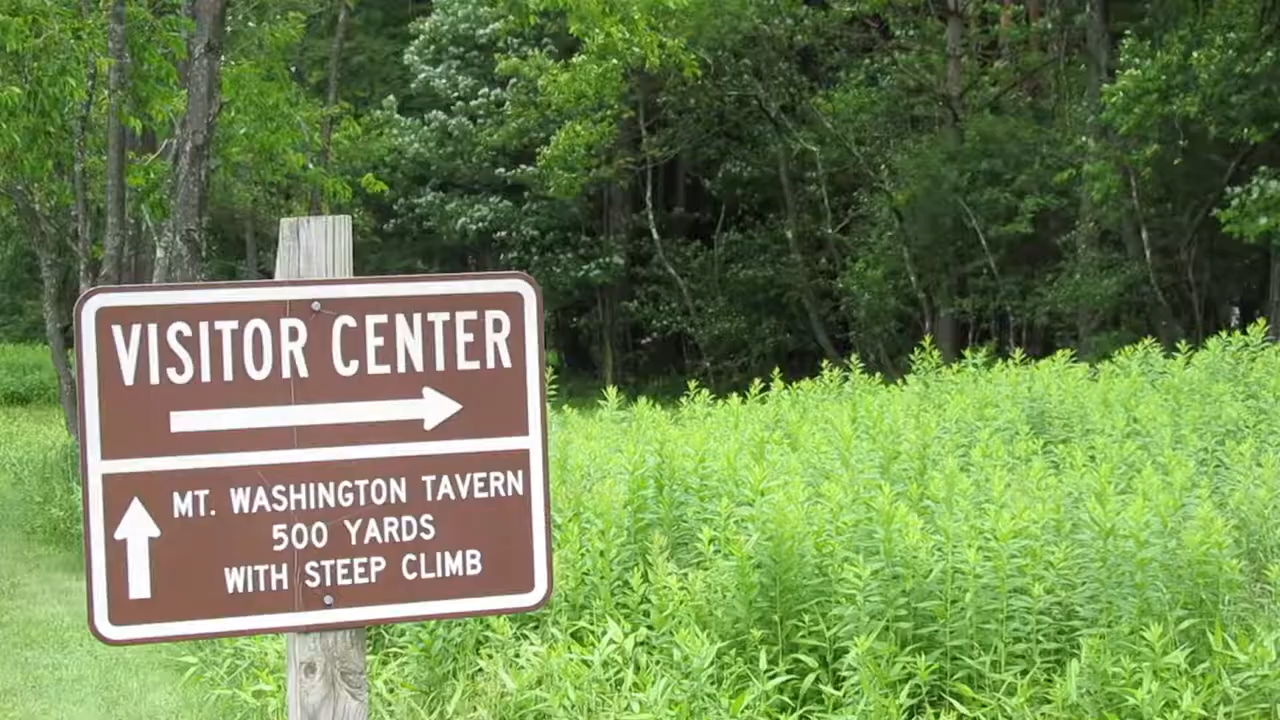 VISITOR CENTER
MT. WASHINGTON TAVERN
500 YARDS
WITH STEEP CLIMB